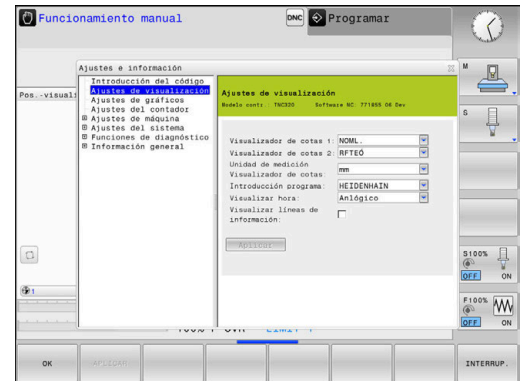 Funcionamiento manual
DNC
Programar
Ajustes e información
Pos.-visuali
Introducción del código
Ajustes de visualización
Ajustes de gráficos
Ajustes del contador
Ajustes de máquina
Ajustes del sistema
Funciones de diagnóstico
Información general
Ajustes de visualización
Modelo contr.: TNC320 Software NC: 771855 06 Dev
Visualizador de cotas 1: NOML.
Visualizador de cotas 2: RFTEÓ
Unidad de medición
Visualizador de cotas: mm
Introducción programa: HEIDENHAIN
Visualizar hora: Anlógico
Visualizar líneas de
información:
Aplicar
M
S
S100%
OFF ON
F100%
OFF ON
1
OK
APLICAR
INTERRUP.